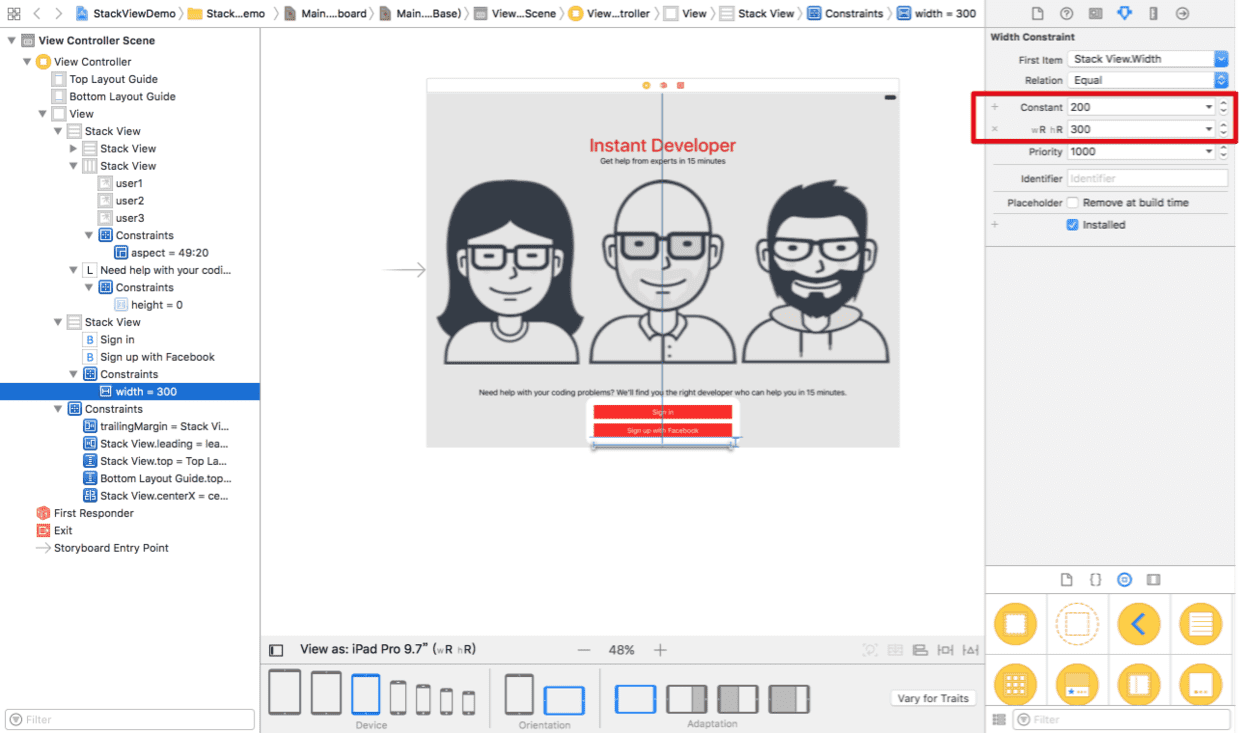 StackViewDemo
Stack...emo
Main....board
Main....Base)
View...Scene
View...troller
View
Stack View
Constraints
width = 300
View Controller Scene
View Controller
Top Layout Guide
Bottom Layout Guide
View
Stack View
Stack View
Stack View
user1
user2
user3
Constraints
aspect = 49:20
L Need help with your codi...
Constraints
height = 0
Stack View
B Sign in
B Sign up with Facebook
Constraints
width = 300
Constraints
trailingMargin = Stack Vi...
Stack View.leading = lea...
Stack View.top = Top La...
Bottom Layout Guide.top...
Stack View.centerX = ce...
First Responder
Exit
Storyboard Entry Point
Filter
Instant Developer
Get help from experts in 15 minutes
Need help with your coding problems? We'll find you the right developer who can help you in 15 minutes.
Sign in
Sign up with Facebook
View as: iPad Pro 9.7" (wR hR)
48%
Device
Orientation
Adaptation
Vary for Traits
Width Constraint
First Item Stack View.Width
Relation Equal
+ Constant 200
× wR hR 300
Priority 1000
Identifier Identifier
Placeholder Remove at build time
+ Installed
{}
Filter